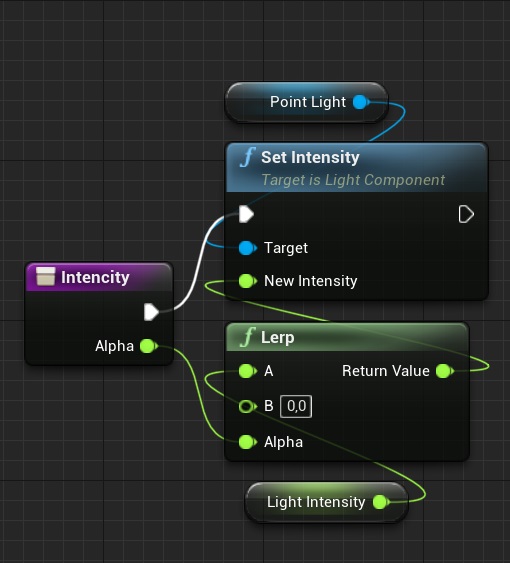 Point Light
f Set Intensity
Target is Light Component
Target
New Intensity
Intencity
Alpha
f Lerp
A Return Value
B 0,0
Alpha
Light Intensity